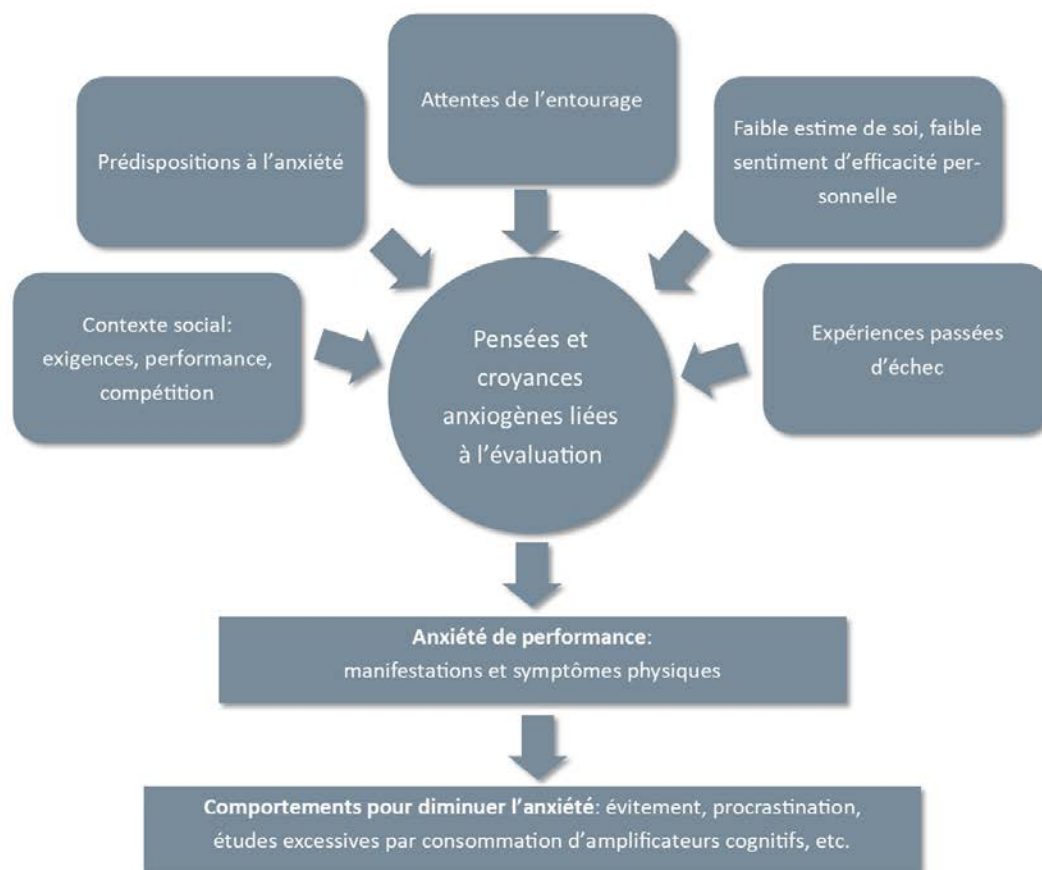 Attentes de l’entourage
Prédispositions à l’anxiété
Faible estime de soi, faible
sentiment d’efficacité per-
sonnelle
Contexte social:
exigences, performance,
compétition
Expériences passées
d’échec
Pensées et
croyances
anxiogènes liées
à l’évaluation
Anxiété de performance:
manifestations et symptômes physiques
Comportements pour diminuer l’anxiété: évitement, procrastination,
études excessives par consommation d’amplificateurs cognitifs, etc.